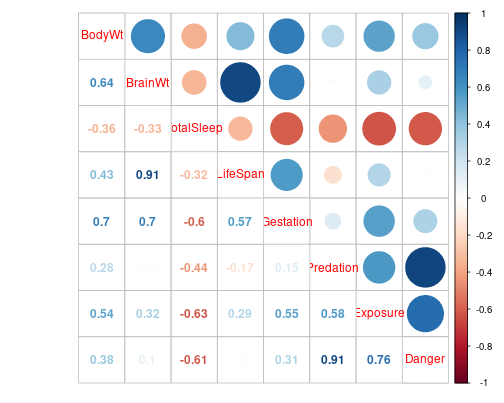 BodyWt
0.64 BrainWt
-0.36 -0.33 otalSleep
0.43 0.91 -0.32 LifeSpan
0.7 0.7 -0.6 0.57 Gestation
0.28 -0.44 -0.17 0.15 Predation
0.54 0.32 -0.63 0.29 0.55 0.58 Exposure
0.38 0.1 -0.61 0.31 0.91 0.76 Danger
1
0.8
0.6
0.4
0.2
0
-0.2
-0.4
-0.6
-0.8
-1